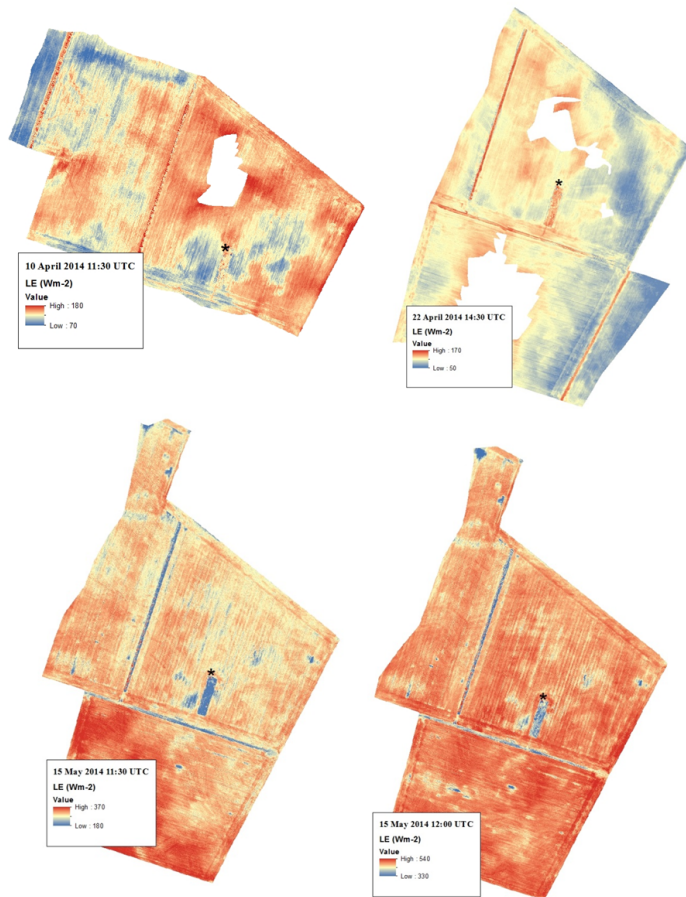 *
10 April 2014 11:30 UTC
LE (Wm-2)
Value
High : 180
Low : 70
*
22 April 2014 14:30 UTC
LE (Wm-2)
Value
High : 170
Low : 50
*
15 May 2014 11:30 UTC
LE (Wm-2)
Value
High : 370
Low : 180
*
15 May 2014 12:00 UTC
LE (Wm-2)
Value
High : 540
Low : 330